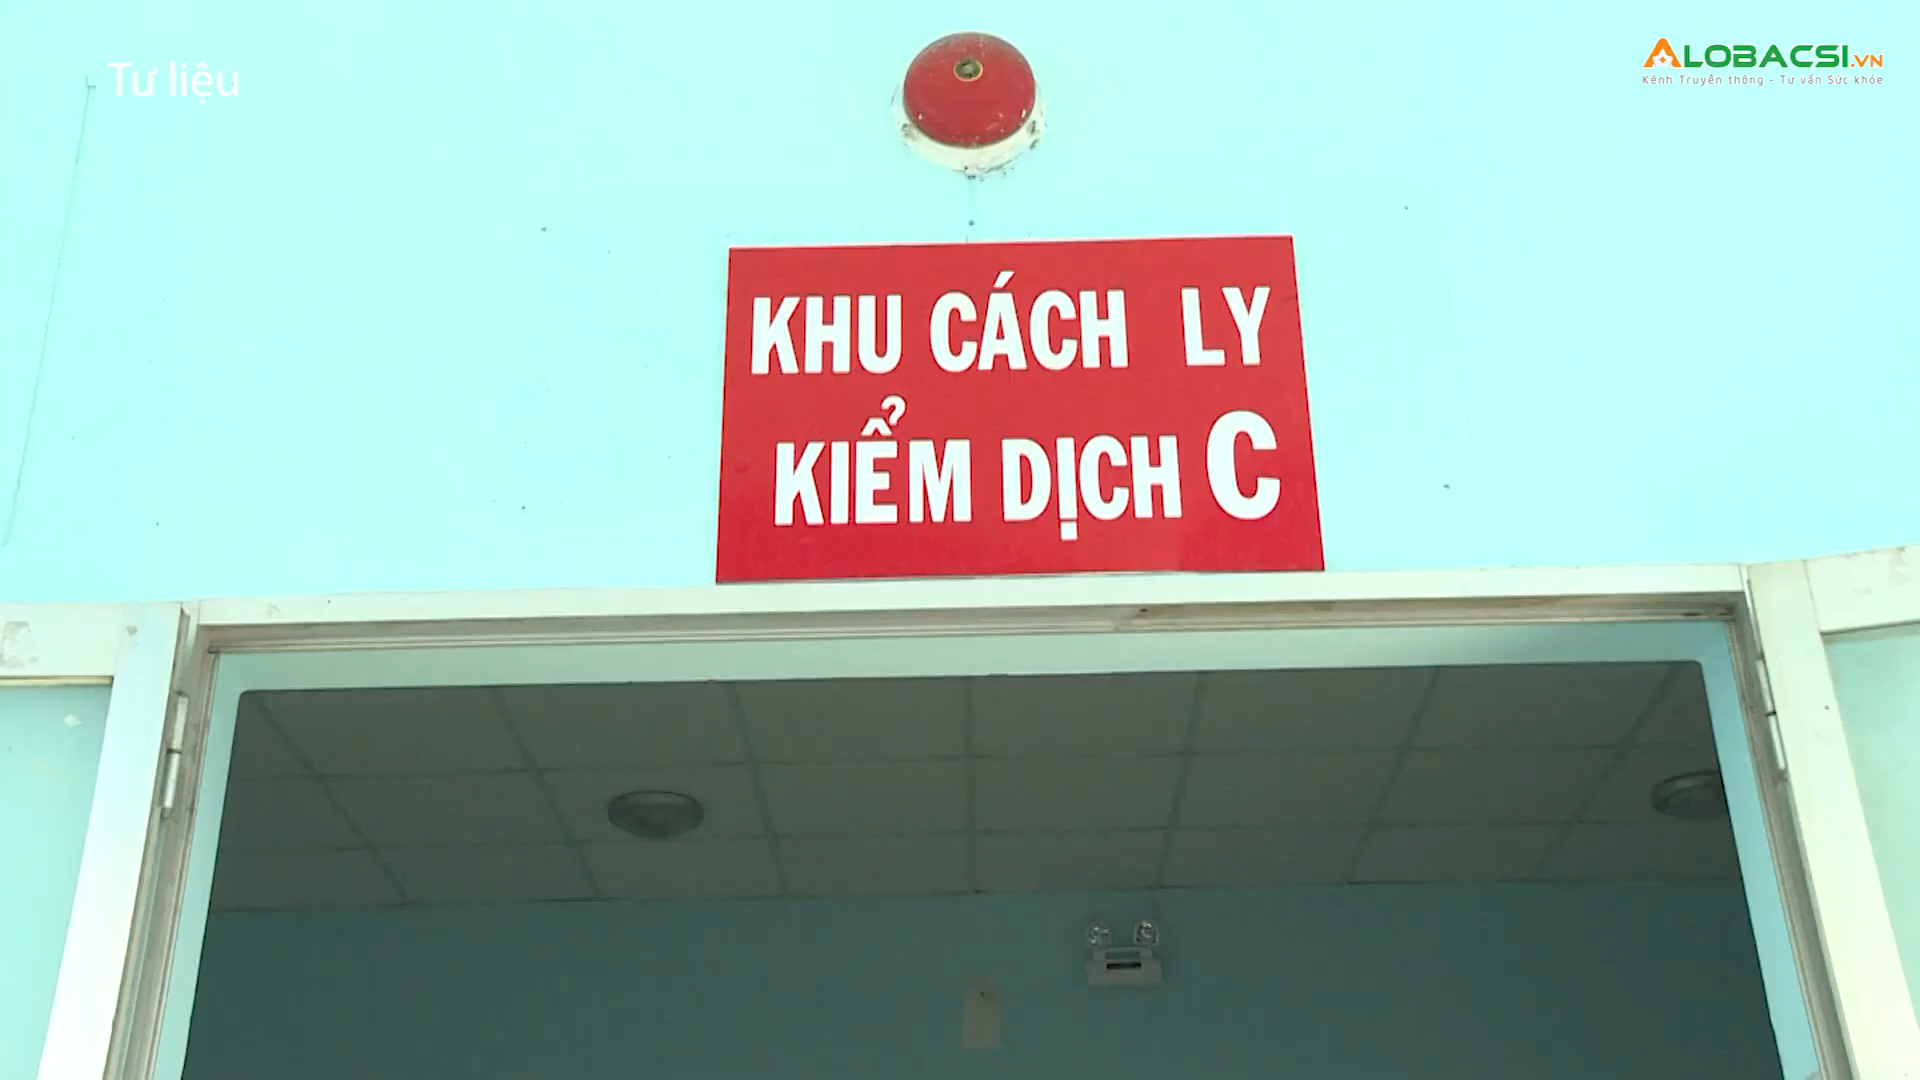 Tư liệu
ALOBACSI.VN
Kênh Truyền thông - Tư vấn Sức khỏe
KHU CÁCH LY
KIỂM DỊCH C